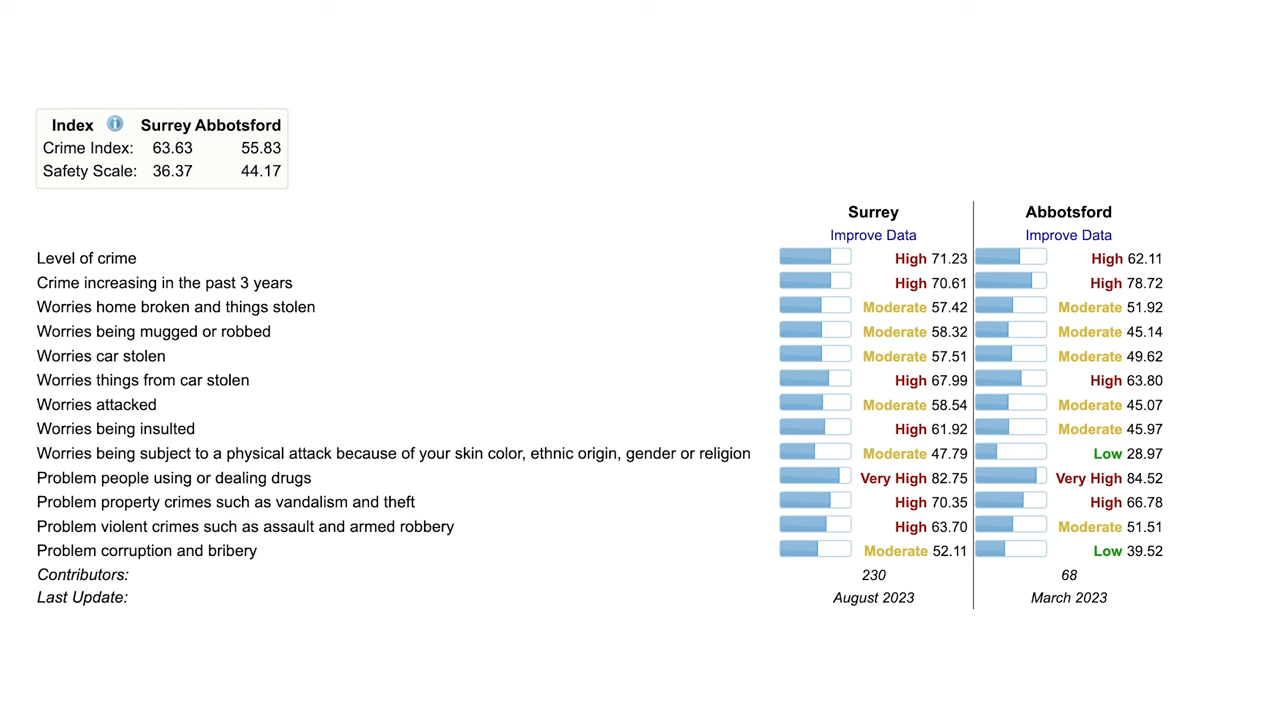 Index Surrey Abbotsford
Crime Index: 63.63 55.83
Safety Scale: 36.37 44.17
Surrey Abbotsford
Improve Data Improve Data
Level of crime High 71.23 High 62.11
Crime increasing in the past 3 years High 70.61 High 78.72
Worries home broken and things stolen Moderate 57.42 Moderate 51.92
Worries being mugged or robbed Moderate 58.32 Moderate 45.14
Worries car stolen Moderate 57.51 Moderate 49.62
Worries things from car stolen High 67.99 High 63.80
Worries attacked Moderate 58.54 Moderate 45.07
Worries being insulted High 61.92 Moderate 45.97
Worries being subject to a physical attack because of your skin color, ethnic origin, gender or religion Moderate 47.79 Low 28.97
Problem people using or dealing drugs Very High 82.75 Very High 84.52
Problem property crimes such as vandalism and theft High 70.35 High 66.78
Problem violent crimes such as assault and armed robbery High 63.70 Moderate 51.51
Problem corruption and bribery Moderate 52.11 Low 39.52
Contributors: 230 68
Last Update: August 2023 March 2023